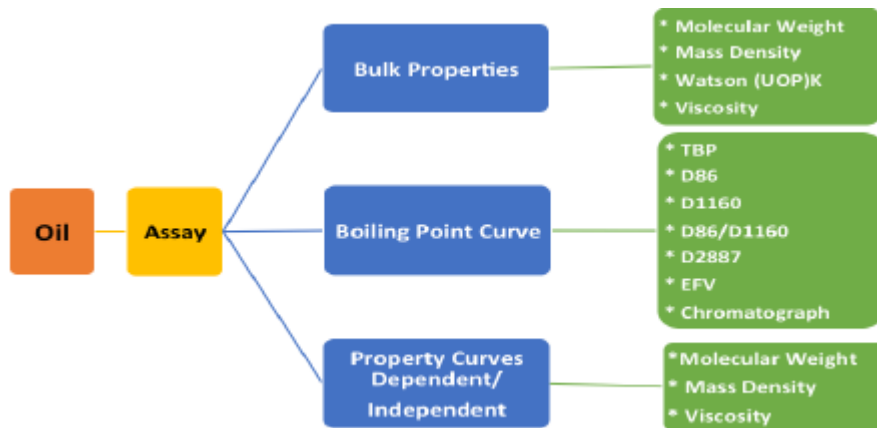 Oil
Assay
Bulk Properties
* Molecular Weight
* Mass Density
* Watson (UOP)K
* Viscosity
Boiling Point Curve
* TBP
* D86
* D1160
* D86/D1160
* D2887
* EFV
* Chromatograph
Property Curves
Dependent/
Independent
*Molecular Weight
* Mass Density
* Viscosity